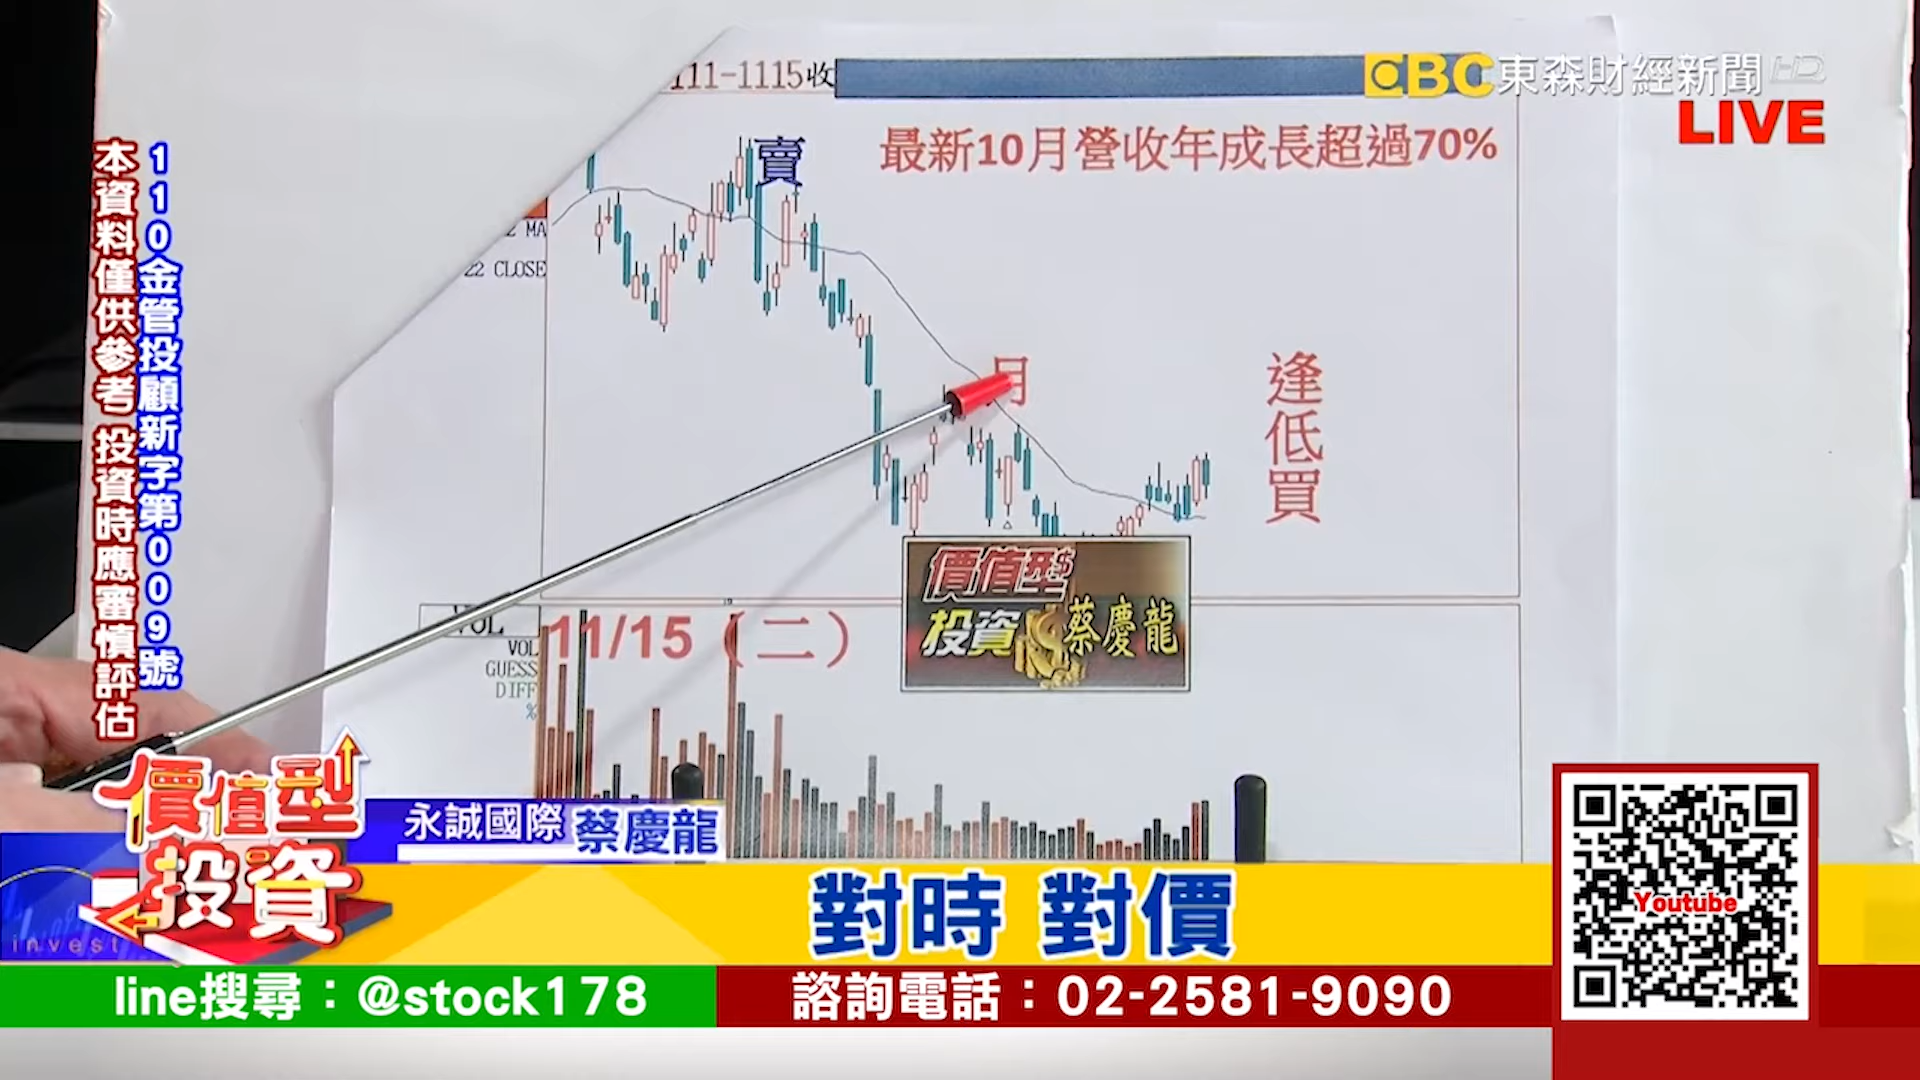 111-1115收
EBC東森財經新聞HD
LIVE
最新10月營收年成長超過70%
賣
MA
22 CLOSE
月
逢低買
110金管投顧新字第009號
本資料僅供參考 投資時應審慎評估
VOL
VOL
GUESS
DIFF
%
11/15（二）
價值型
投資
蔡慶龍
價值型
投資
invest
永誠國際 蔡慶龍
對時 對價
Youtube
line搜尋：@stock178
諮詢電話：02-2581-9090